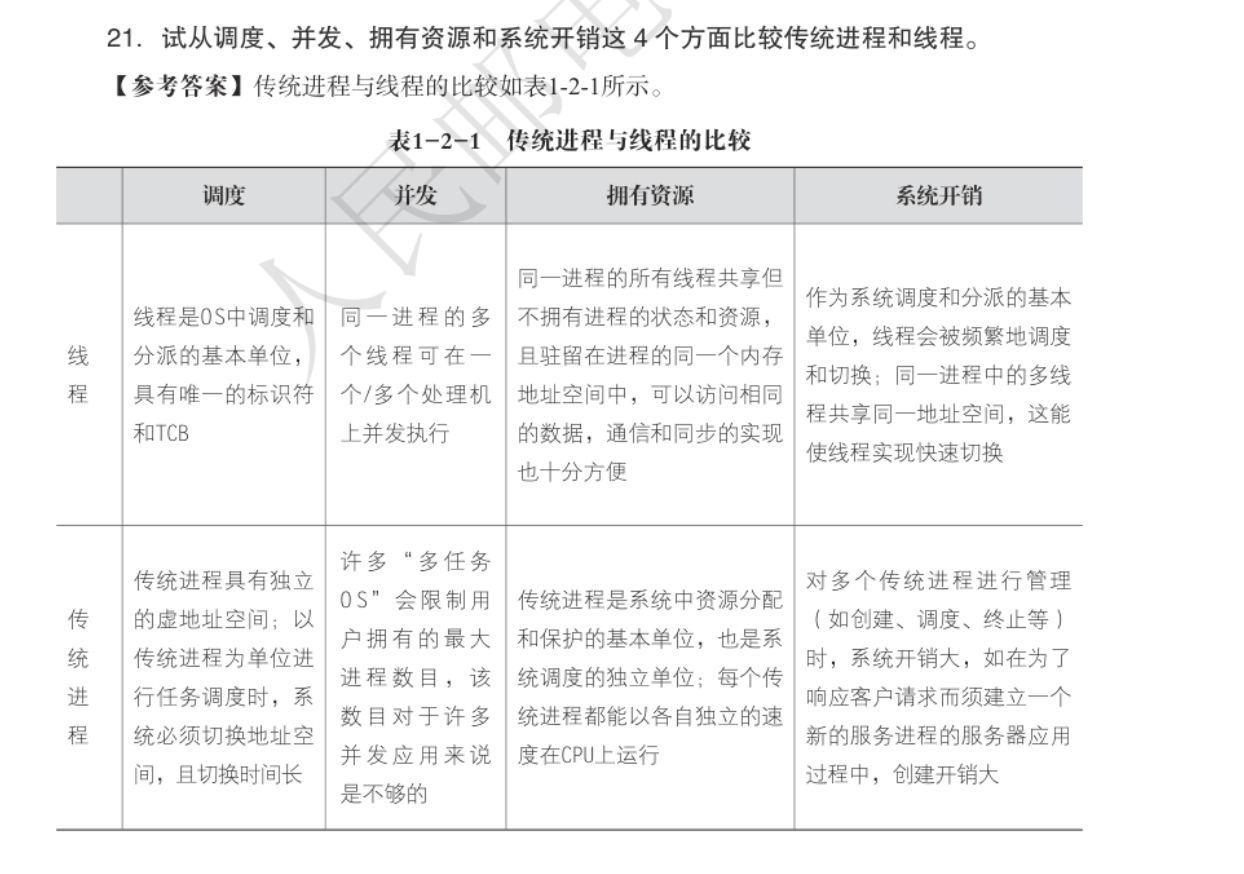 21. 试从调度、并发、拥有资源和系统开销这 4 个方面比较传统进程和线程。
【参考答案】传统进程与线程的比较如表1-2-1所示。
表1-2-1 传统进程与线程的比较
调度 并发 拥有资源 系统开销
线
程
线程是OS中调度和
分派的基本单位，
具有唯一的标识符
和TCB
同一进程的多
个线程可在一
个/多个处理机
上并发执行
同一进程的所有线程共享但
不拥有进程的状态和资源，
且驻留在进程的同一个内存
地址空间中，可以访问相同
的数据，通信和同步的实现
也十分方便
作为系统调度和分派的基本
单位，线程会被频繁地调度
和切换；同一进程中的多线
程共享同一地址空间，这能
使线程实现快速切换
传
统
进
程
传统进程具有独立
的虚地址空间；以
传统进程为单位进
行任务调度时，系
统必须切换地址空
间，且切换时间长
许多“多任务
OS”会限制用
户拥有的最大
进程数目，该
数目对于许多
并发应用来说
是不够的
传统进程是系统中资源分配
和保护的基本单位，也是系
统调度的独立单位；每个传
统进程都能以各自独立的速
度在CPU上运行
对多个传统进程进行管理
（如创建、调度、终止等）
时，系统开销大，如在为了
响应客户请求而须建立一个
新的服务进程的服务器应用
过程中，创建开销大
人民邮电